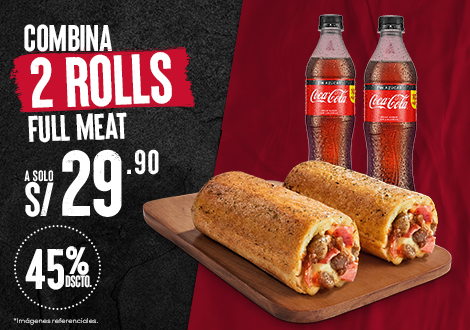 COMBINA
2 ROLLS
FULL MEAT
A SOLO
S/ 29.90
45%
DSCTO.
*Imágenes referenciales.
Coca-Cola
Coca-Cola